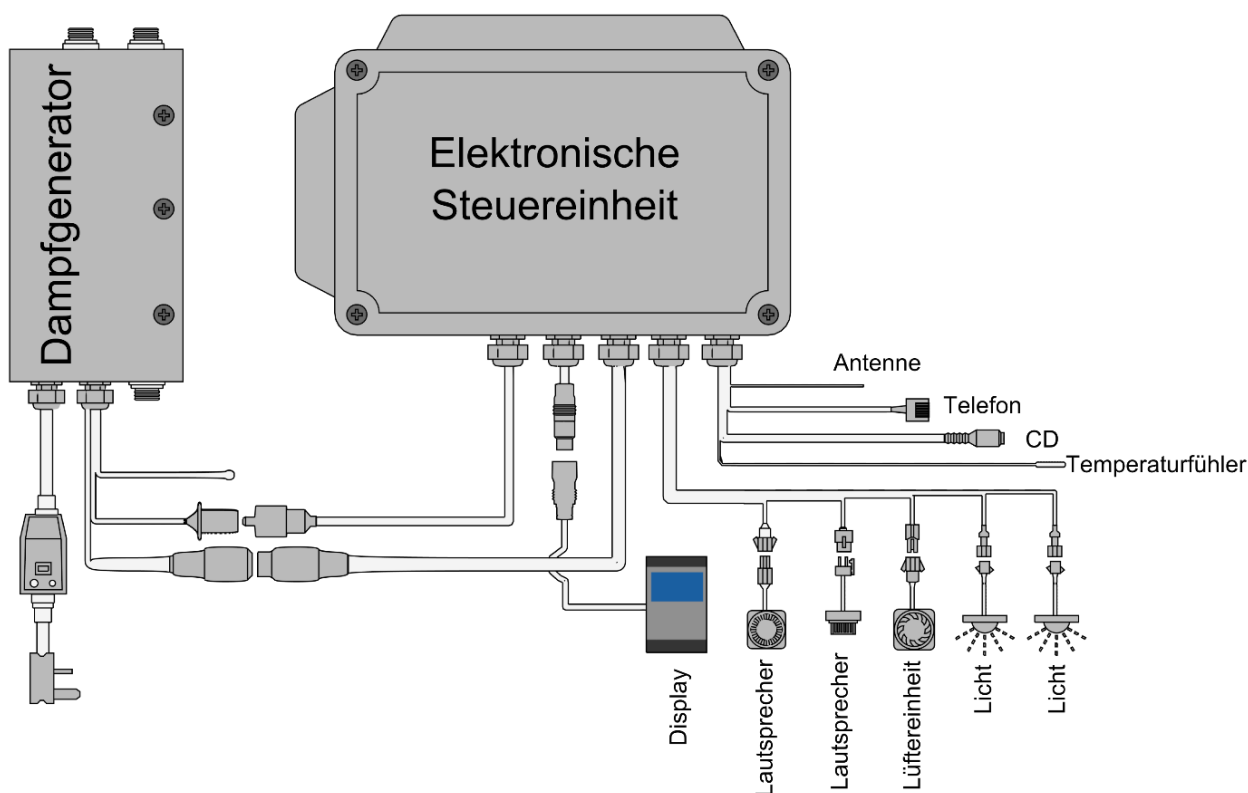 Dampfgenerator
Elektronische
Steuereinheit
Antenne
Telefon
CD
Temperaturfühler
Display
Lautsprecher
Lautsprecher
Lüftereinheit
Licht
Licht